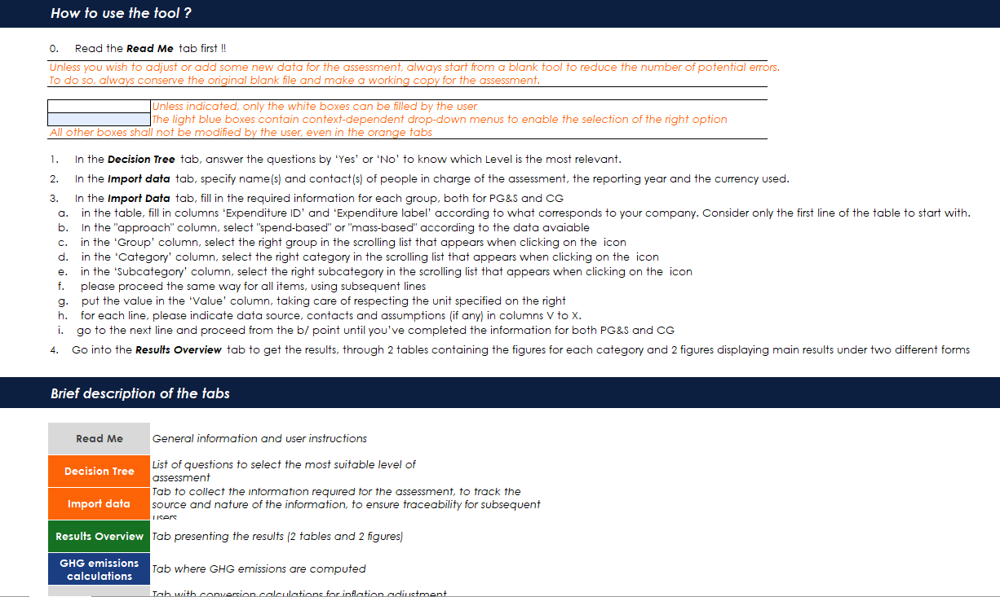 How to use the tool ?
0. Read the Read Me tab first !!
Unless you wish to adjust or add some new data for the assessment, always start from a blank tool to reduce the number of potential errors.
To do so, always conserve the original blank file and make a working copy for the assessment.
Unless indicated, only the white boxes can be filled by the user
The light blue boxes contain context-dependent drop-down menus to enable the selection of the right option
All other boxes shall not be modified by the user, even in the orange tabs
1. In the Decision Tree tab, answer the questions by ‘Yes’ or ‘No’ to know which Level is the most relevant.
2. In the Import data tab, specify name(s) and contact(s) of people in charge of the assessment, the reporting year and the currency used.
3. In the Import Data tab, fill in the required information for each group, both for PG&S and CG
a. in the table, fill in columns ‘Expenditure ID’ and ‘Expenditure label’ according to what corresponds to your company. Consider only the first line of the table to start with.
b. In the "approach" column, select "spend-based" or "mass-based" according to the data avaiable
c. in the ‘Group’ column, select the right group in the scrolling list that appears when clicking on the icon
d. in the ‘Category’ column, select the right category in the scrolling list that appears when clicking on the icon
e. in the ‘Subcategory’ column, select the right subcategory in the scrolling list that appears when clicking on the icon
f. please proceed the same way for all items, using subsequent lines
g. put the value in the ‘Value’ column, taking care of respecting the unit specified on the right
h. for each line, please indicate data source, contacts and assumptions (if any) in columns V to X.
i. go to the next line and proceed from the b/ point until you’ve completed the information for both PG&S and CG
4. Go into the Results Overview tab to get the results, through 2 tables containing the figures for each category and 2 figures displaying main results under two different forms
Brief description of the tabs
Read Me
General information and user instructions
Decision Tree
List of questions to select the most suitable level of
assessment
Import data
Tab to collect the information required for the assessment, to track the
source and nature of the information, to ensure traceability for subsequent
users
Results Overview
Tab presenting the results (2 tables and 2 figures)
GHG emissions
calculations
Tab where GHG emissions are computed
Tab with conversion calculations for inflation adjustment